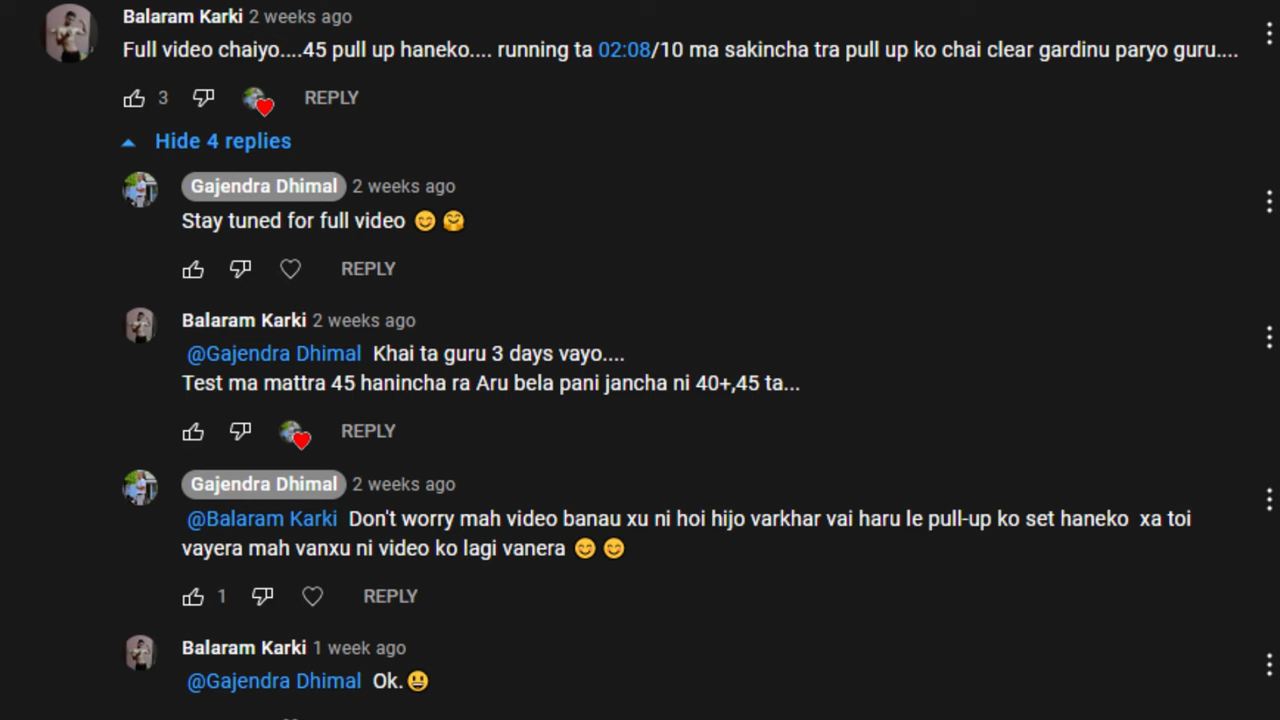 Balaram Karki 2 weeks ago
Full video chaiyo....45 pull up haneko.... running ta 02:08/10 ma sakincha tra pull up ko chai clear gardinu paryo guru....
3 REPLY
Hide 4 replies
Gajendra Dhimal 2 weeks ago
Stay tuned for full video 😊 🤗
REPLY
Balaram Karki 2 weeks ago
@Gajendra Dhimal Khai ta guru 3 days vayo....
Test ma mattra 45 hanincha ra Aru bela pani jancha ni 40+,45 ta...
REPLY
Gajendra Dhimal 2 weeks ago
@Balaram Karki Don't worry mah video banau xu ni hoi hijo varkhar vai haru le pull-up ko set haneko xa toi
vayera mah vanxu ni video ko lagi vanera 😊 😊
1 REPLY
Balaram Karki 1 week ago
@Gajendra Dhimal Ok.😃